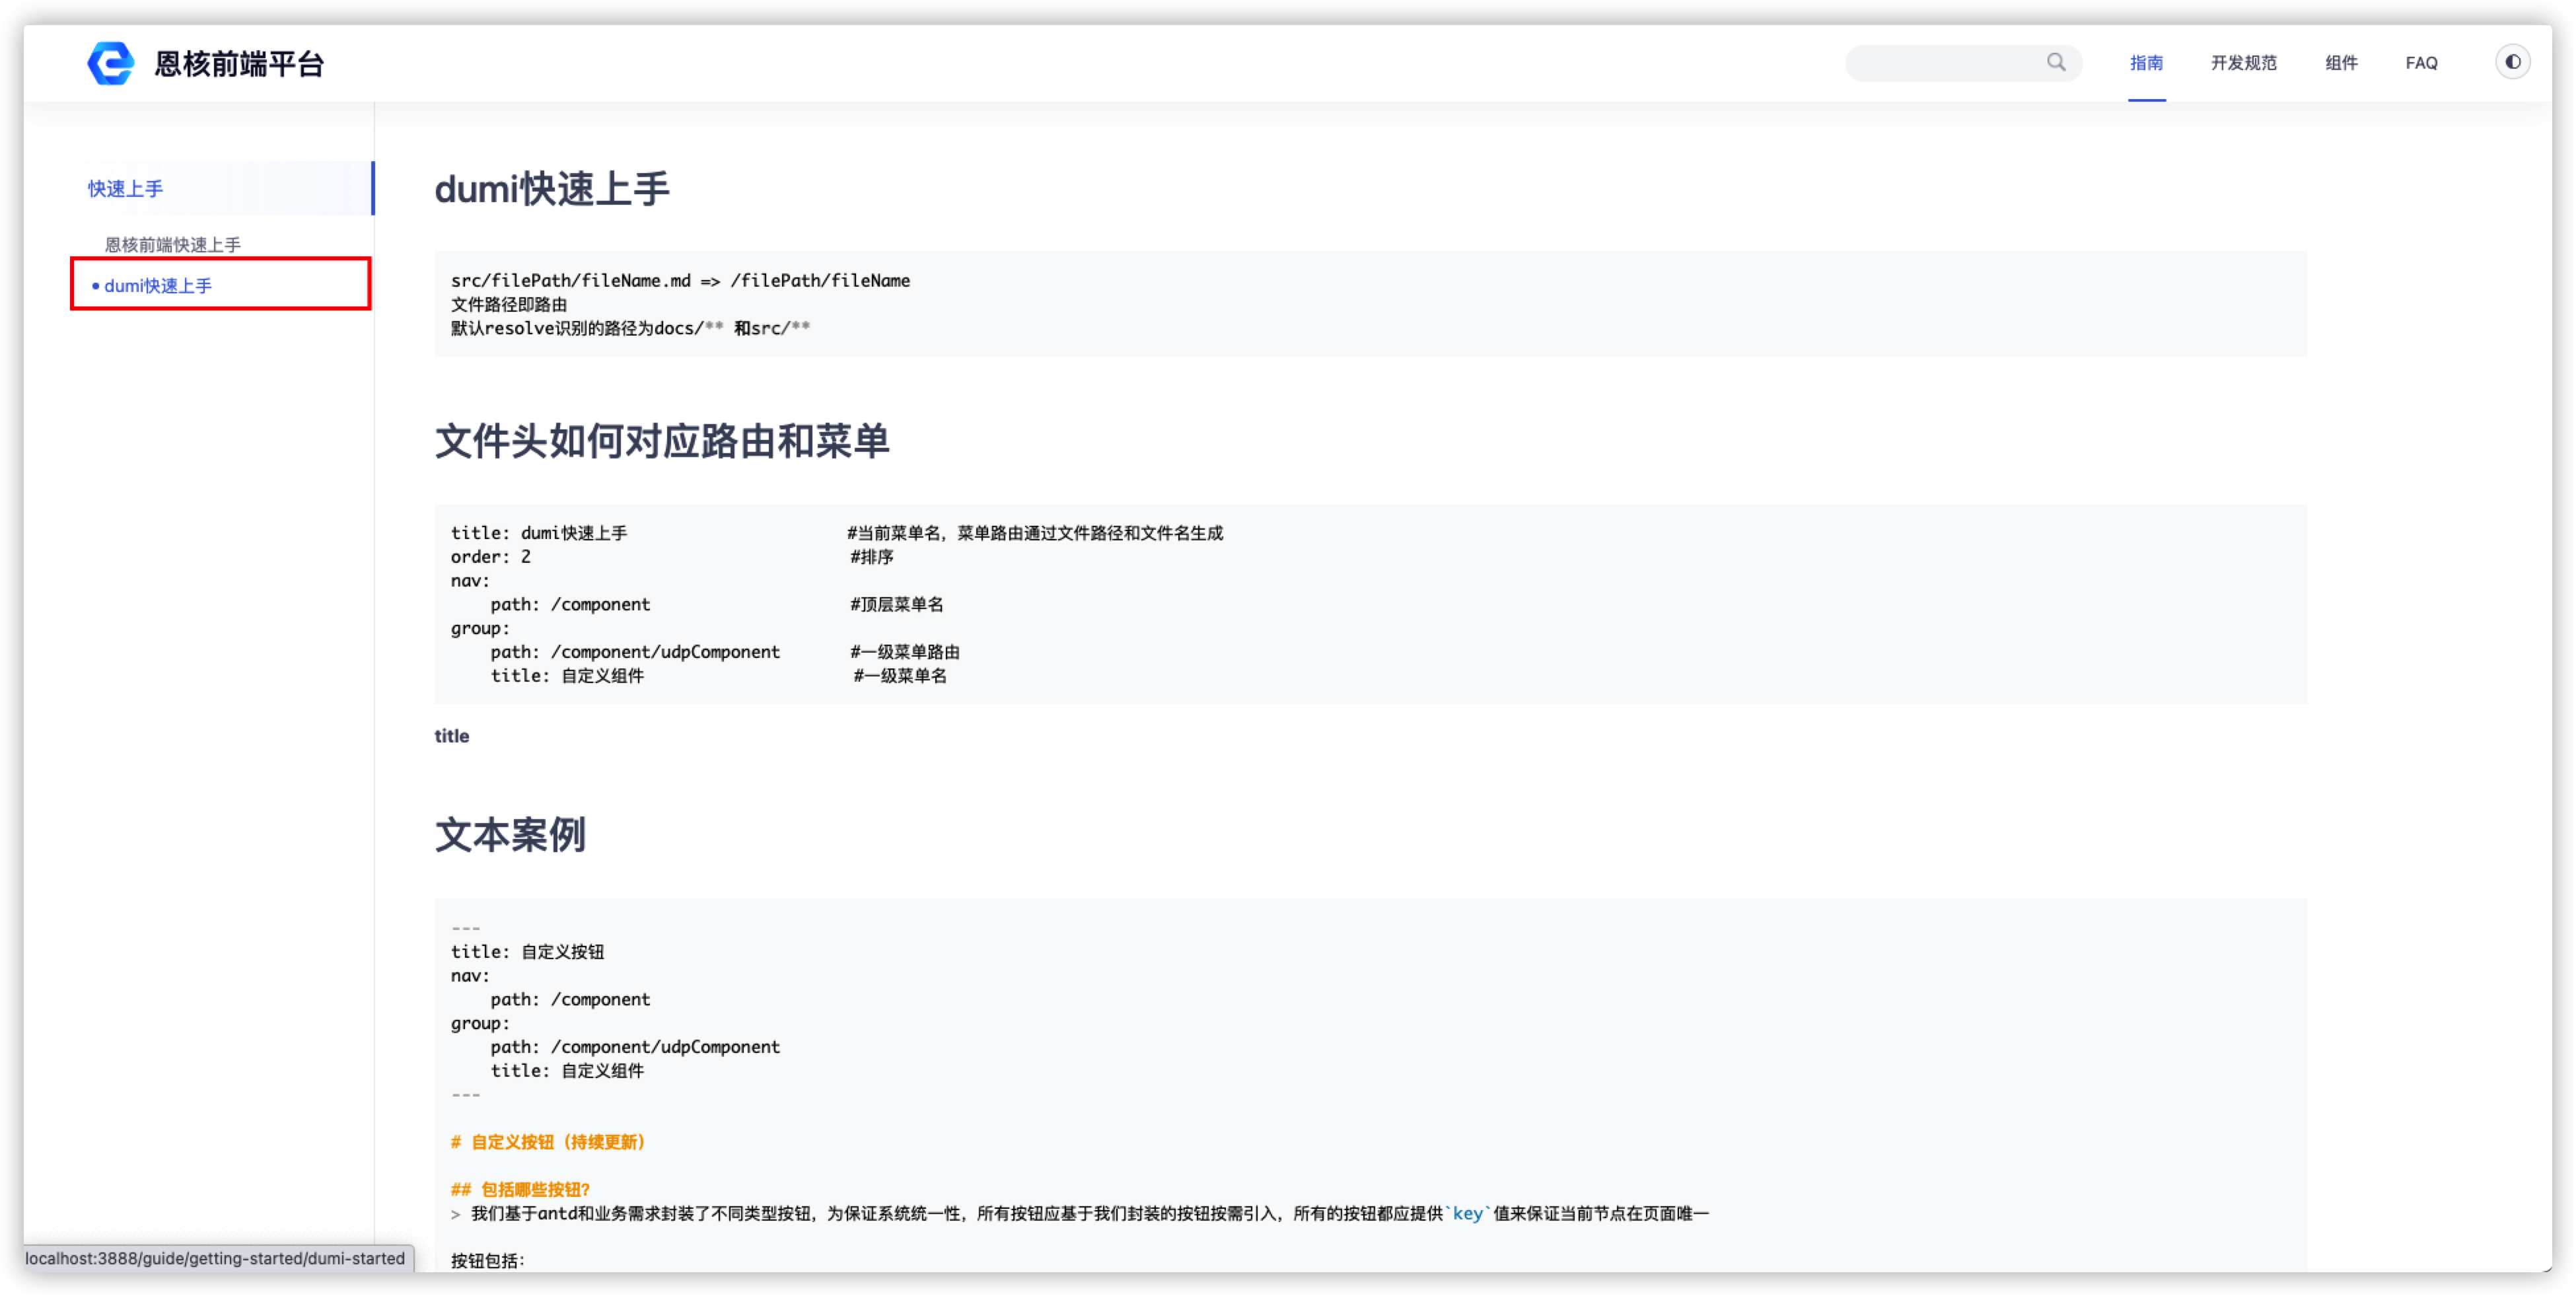 恩核前端平台
指南 开发规范 组件 FAQ
快速上手
恩核前端快速上手
dumi快速上手
dumi快速上手
src/filePath/fileName.md => /filePath/fileName
文件路径即路由
默认resolve识别的路径为docs/** 和src/**
文件头如何对应路由和菜单
title: dumi快速上手 #当前菜单名，菜单路由通过文件路径和文件名生成
order: 2 #排序
nav:
path: /component #顶层菜单名
group:
path: /component/udpComponent #一级菜单路由
title: 自定义组件 #一级菜单名
title
文本案例
---
title: 自定义按钮
nav:
path: /component
group:
path: /component/udpComponent
title: 自定义组件
---
# 自定义按钮（持续更新）
## 包括哪些按钮?
> 我们基于antd和业务需求封装了不同类型按钮，为保证系统统一性，所有按钮应基于我们封装的按钮按需引入，所有的按钮都应提供`key`值来保证当前节点在页面唯一
按钮包括：
localhost:3888/guide/getting-started/dumi-started